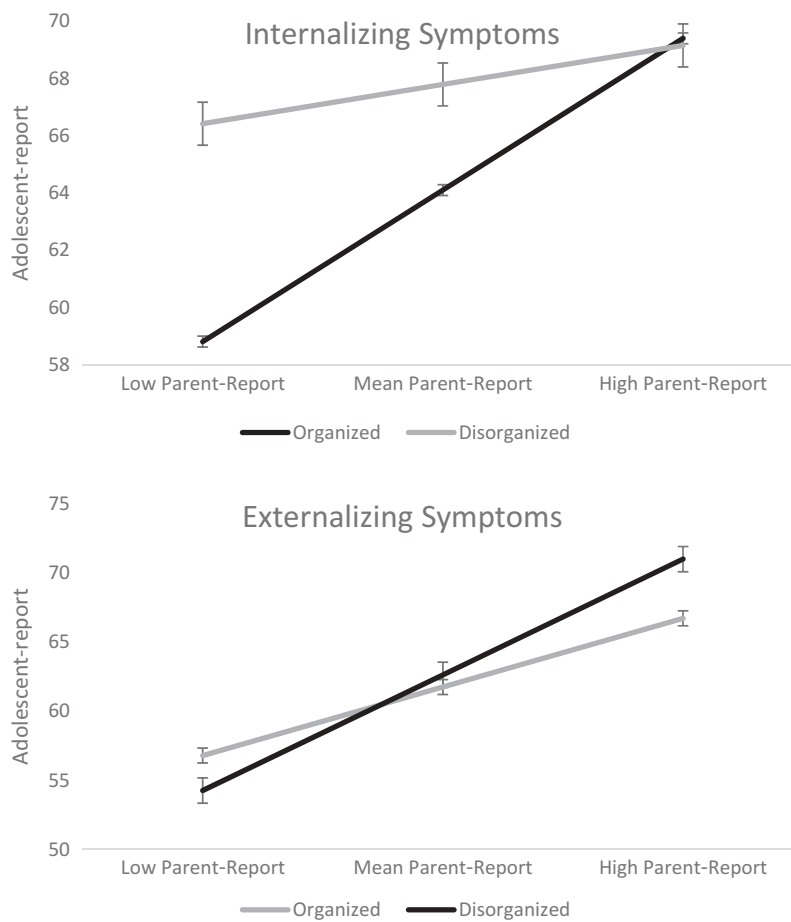 Internalizing Symptoms
Adolescent-report
70
68
66
64
62
60
58
Low Parent-Report Mean Parent-Report High Parent-Report
Organized Disorganized
Externalizing Symptoms
Adolescent-report
75
70
65
60
55
50
Low Parent-Report Mean Parent-Report High Parent-Report
Organized Disorganized